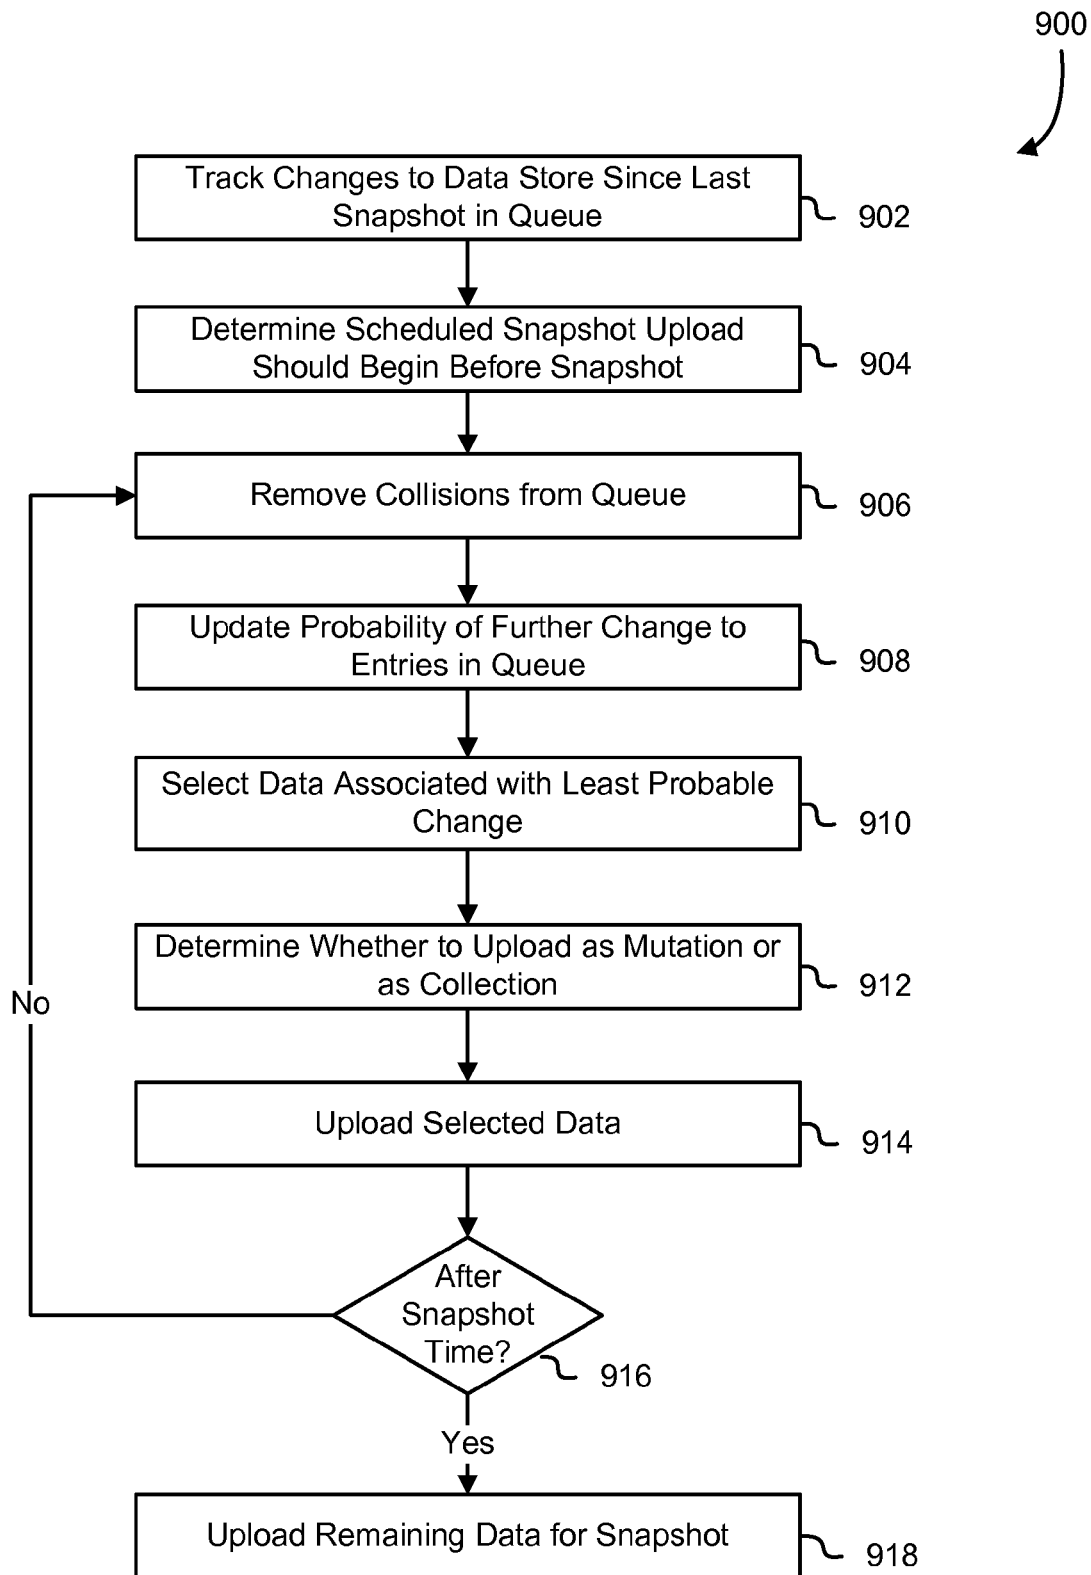 900
Track Changes to Data Store Since Last
Snapshot in Queue
902
Determine Scheduled Snapshot Upload
Should Begin Before Snapshot
904
Remove Collisions from Queue
906
Update Probability of Further Change to
Entries in Queue
908
Select Data Associated with Least Probable
Change
910
Determine Whether to Upload as Mutation or
as Collection
912
No
Upload Selected Data
914
After
Snapshot
Time?
916
Yes
Upload Remaining Data for Snapshot
918